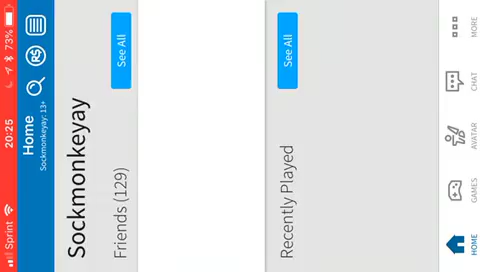 Sprint 20:25 73%
Home
Sockmonkeyay: 13+
R$
Sockmonkeyay
Friends (129)
See All
Recently Played
See All
HOME
GAMES
AVATAR
CHAT
MORE